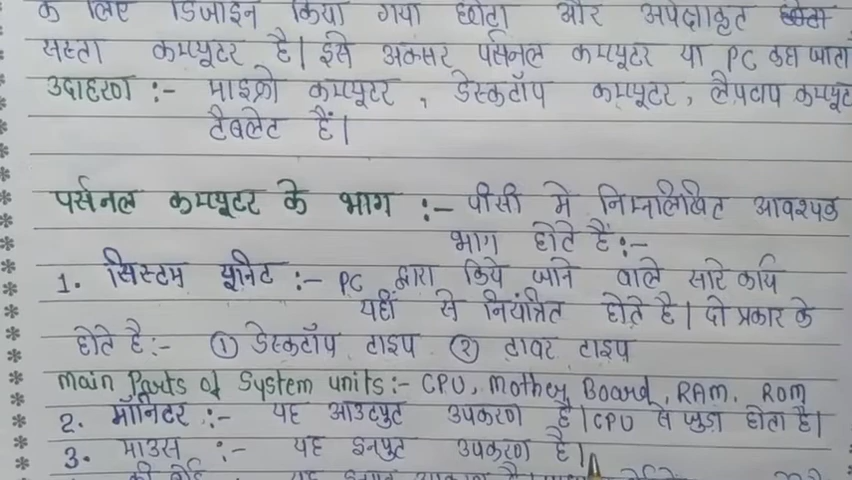 के लिए डिजाइन किया गया छोटा और अपेक्षाकृत
सस्ता कम्प्यूटर है। इसे अक्सर पर्सनल कम्प्यूटर या PC कहा जाता
उदाहरण :- माइक्रो कम्प्यूटर, डेस्कटॉप कम्प्यूटर, लैपटाप कम्प्यूट
टैबलेट हैं।
पर्सनल कम्प्यूटर के भाग :- पीसी मे निम्नलिखित आवश्यक
भाग होते हैं :-
1. सिस्टम यूनिट :- PC द्वारा किये जाने वाले सारे कार्य
यहीं से नियंत्रित होते है। दो प्रकार के
होते है :- ① डेस्कटॉप टाइप ② टावर टाइप
Main Parts of System units :- CPU, Mother Board, RAM. ROM
2. मॉनिटर :- यह आउटपुट उपकरण है। CPU से जुडा होता है।
3. माउस :- यह इनपुट उपकरण है।